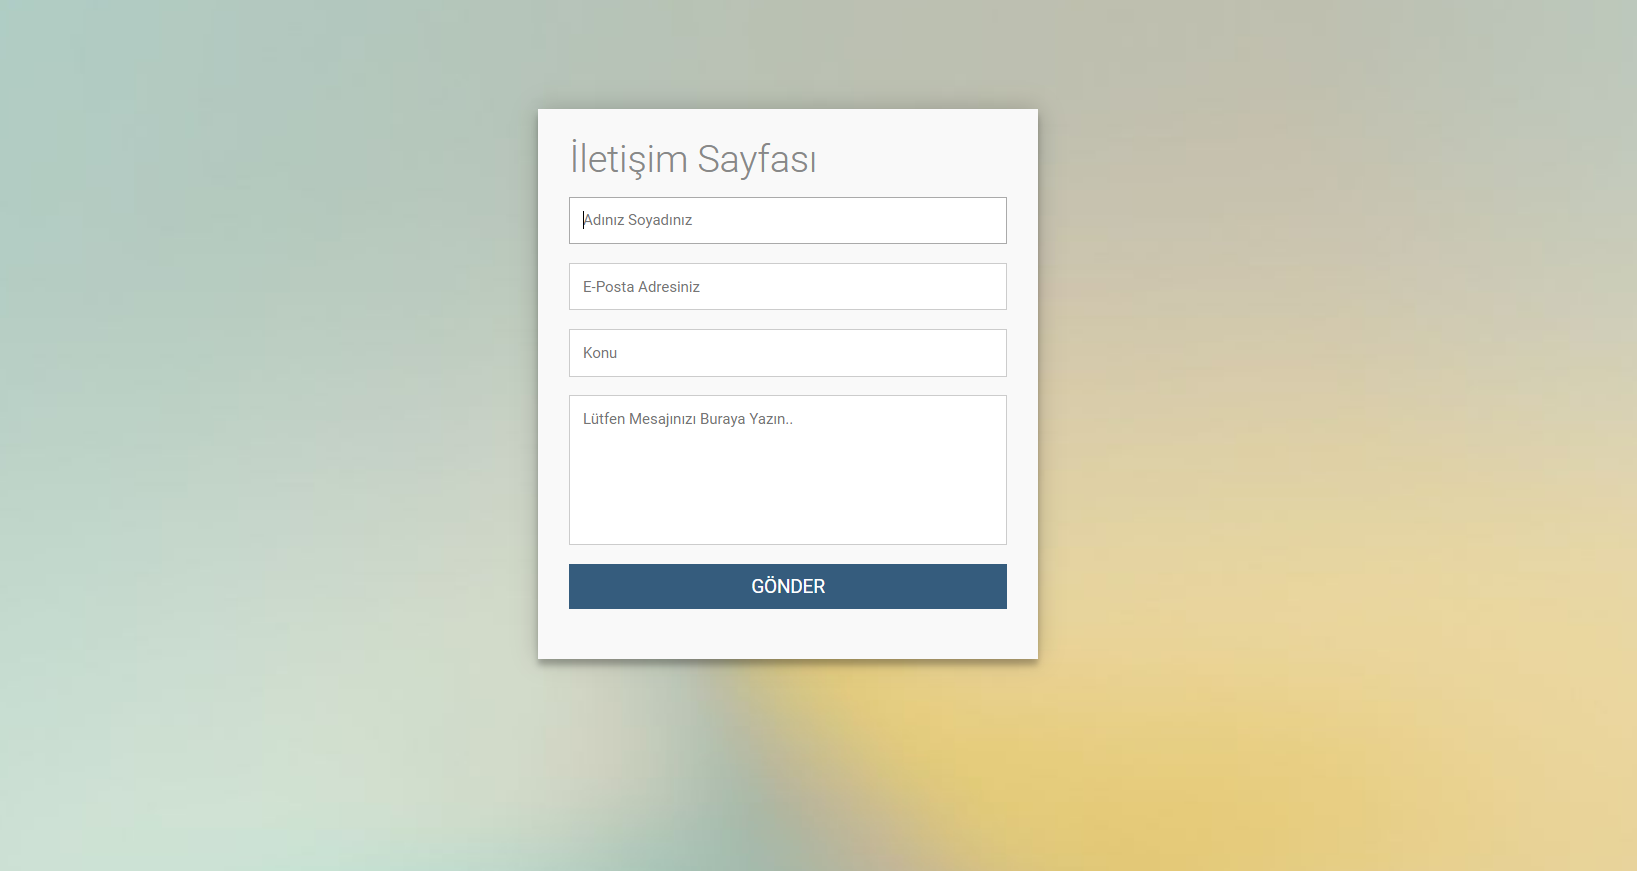 İletişim Sayfası
Adınız Soyadınız
E-Posta Adresiniz
Konu
Lütfen Mesajınızı Buraya Yazın..
GÖNDER